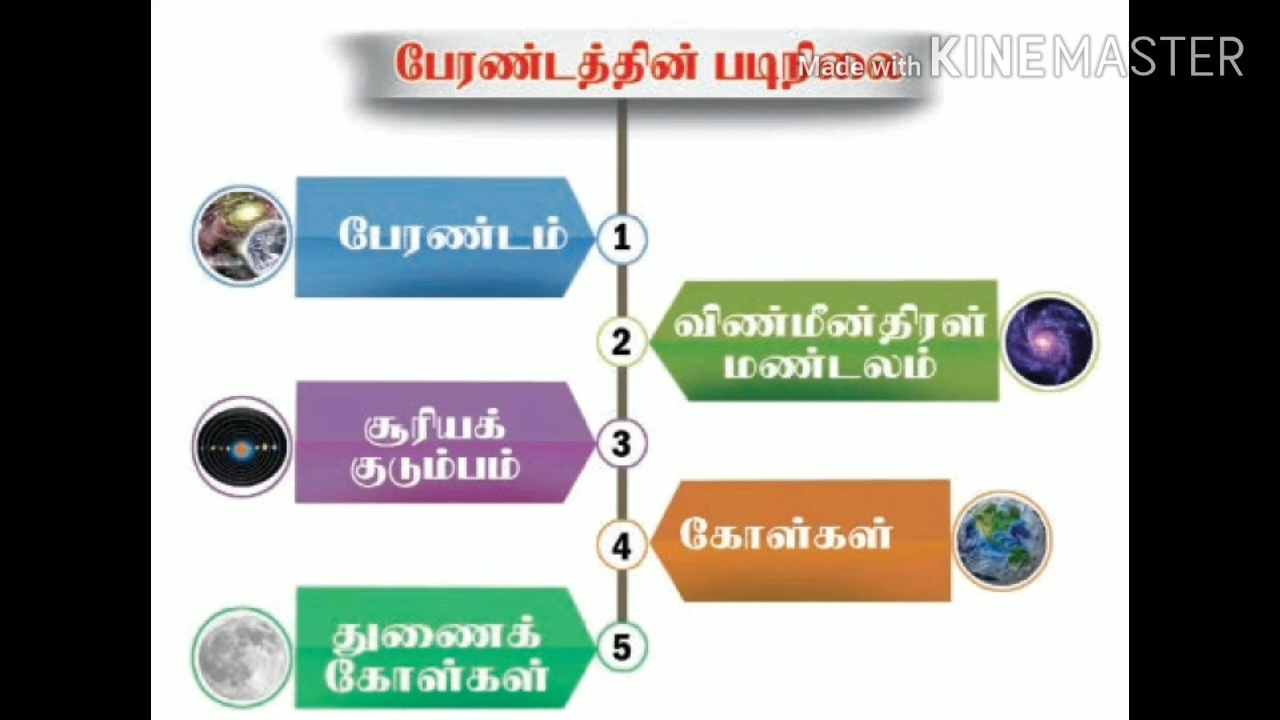 பேரண்டத்தின் படிநிலை
Made with KINEMASTER
பேரண்டம்
1
2
விண்மீன்திரள்
மண்டலம்
சூரியக்
குடும்பம்
3
4
கோள்கள்
துணைக்
கோள்கள்
5